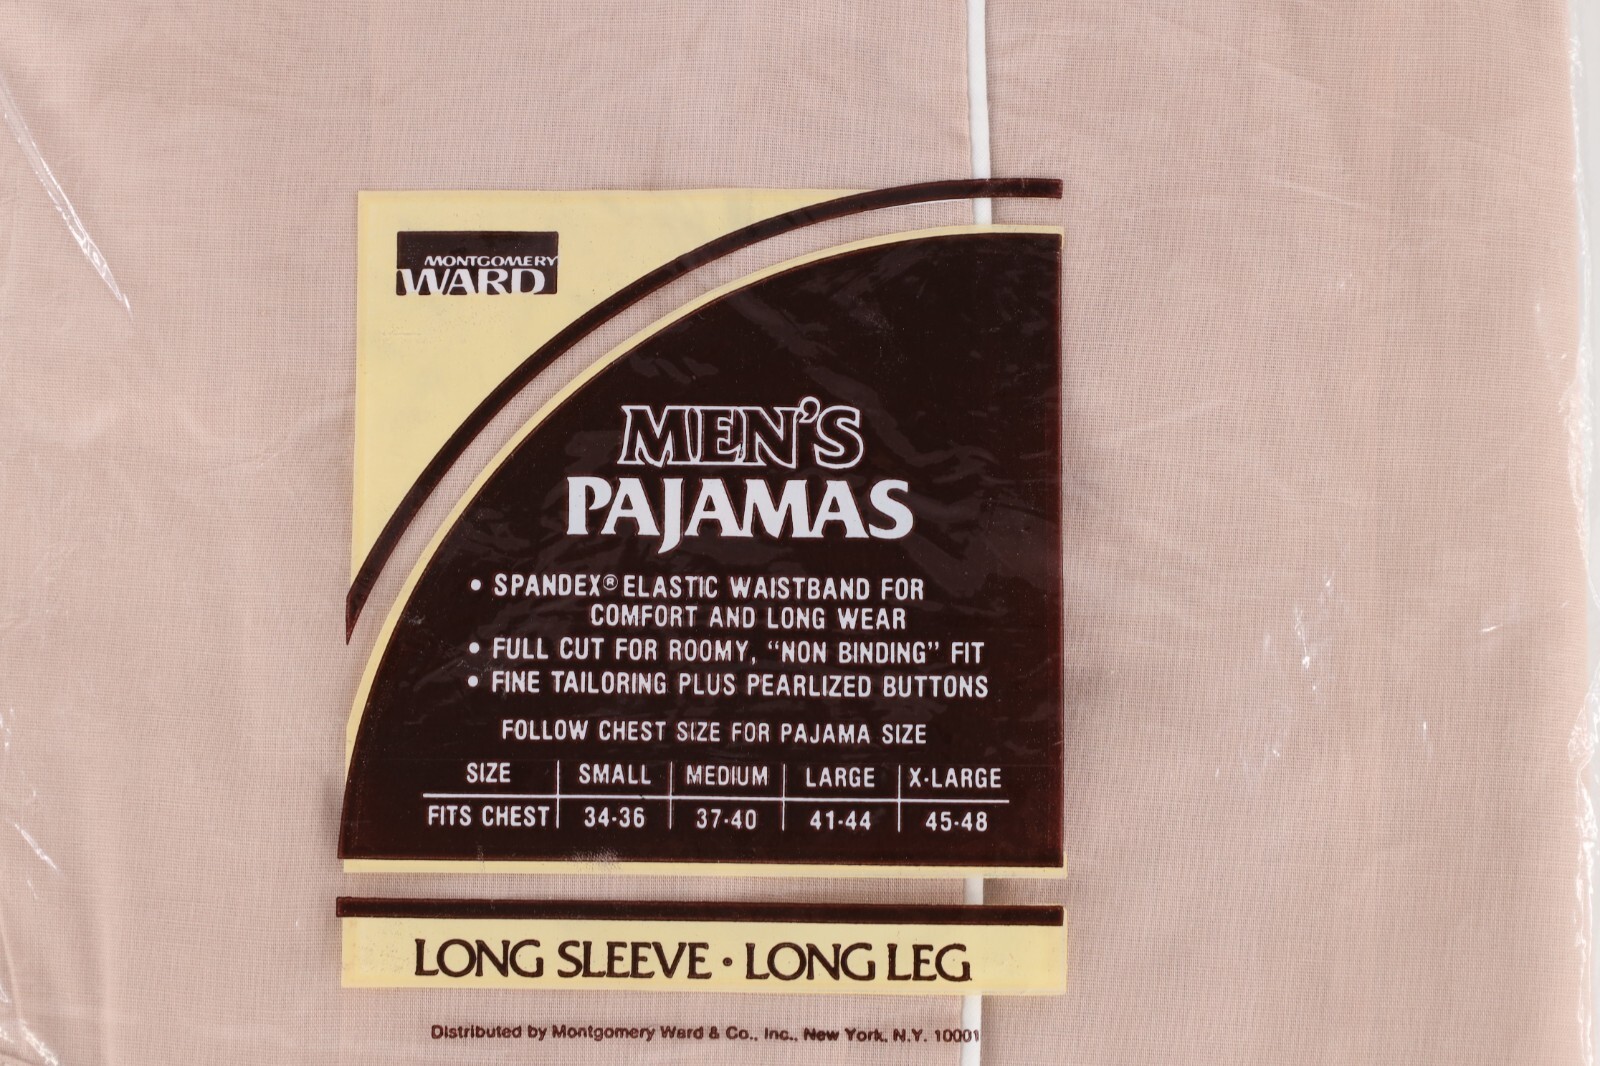 MONTGOMERY
WARD
MEN'S
PAJAMAS
• SPANDEX® ELASTIC WAISTBAND FOR
COMFORT AND LONG WEAR
• FULL CUT FOR ROOMY, "NON BINDING" FIT
• FINE TAILORING PLUS PEARLIZED BUTTONS
FOLLOW CHEST SIZE FOR PAJAMA SIZE
SIZE SMALL MEDIUM LARGE X-LARGE
FITS CHEST 34-36 37-40 41-44 45-48
LONG SLEEVE · LONG LEG
Distributed by Montgomery Ward & Co., Inc., New York, N.Y. 10001